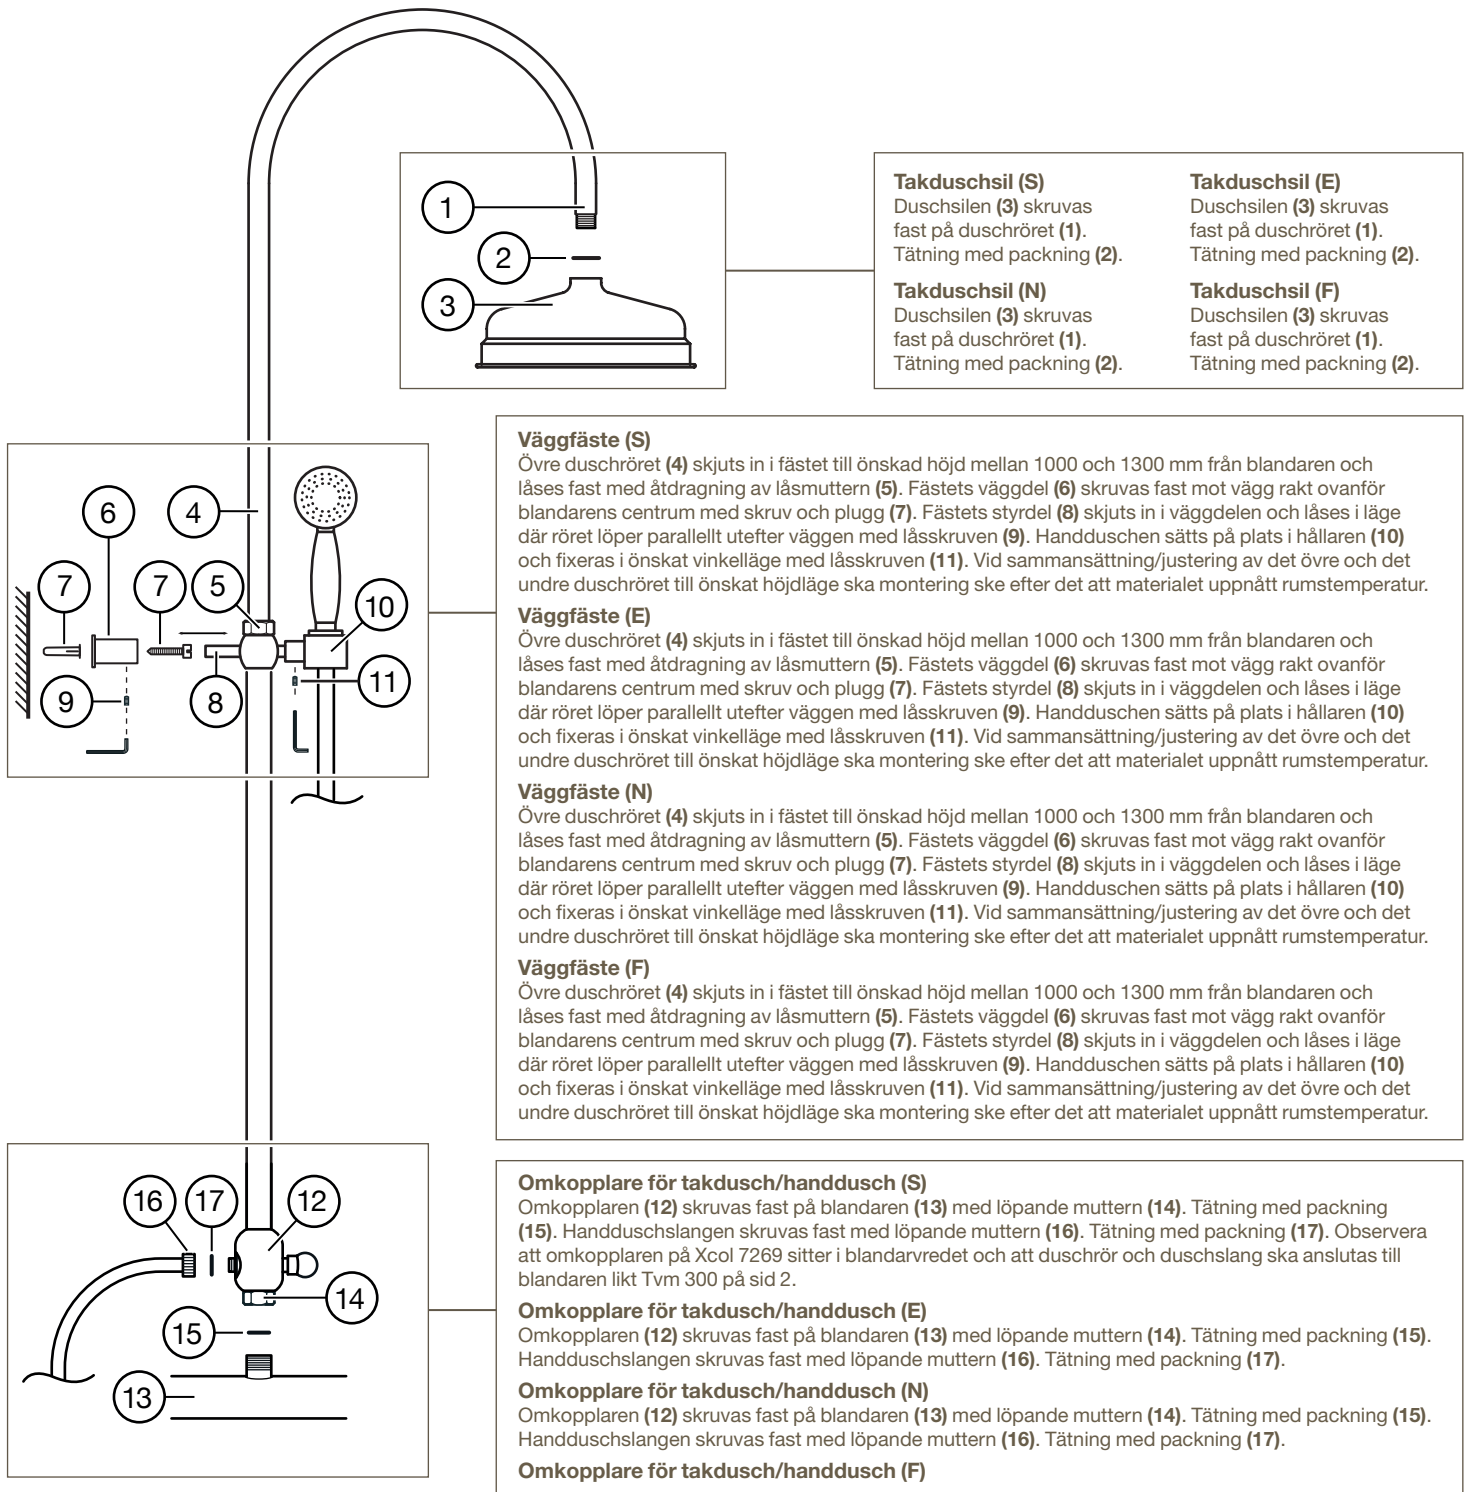 1
2
3
Takduschsil (S)
Duschsilen (3) skruvas
fast på duschröret (1).
Tätning med packning (2).
Takduschsil (E)
Duschsilen (3) skruvas
fast på duschröret (1).
Tätning med packning (2).
Takduschsil (N)
Duschsilen (3) skruvas
fast på duschröret (1).
Tätning med packning (2).
Takduschsil (F)
Duschsilen (3) skruvas
fast på duschröret (1).
Tätning med packning (2).
6
4
7
7
5
10
9
8
11
Väggfäste (S)
Övre duschröret (4) skjuts in i fästet till önskad höjd mellan 1000 och 1300 mm från blandaren och
låses fast med åtdragning av låsmuttern (5). Fästets väggdel (6) skruvas fast mot vägg rakt ovanför
blandarens centrum med skruv och plugg (7). Fästets styrdel (8) skjuts in i väggdelen och låses i läge
där röret löper parallellt utefter väggen med låsskruven (9). Handduschen sätts på plats i hållaren (10)
och fixeras i önskat vinkelläge med låsskruven (11). Vid sammansättning/justering av det övre och det
undre duschröret till önskat höjdläge ska montering ske efter det att materialet uppnått rumstemperatur.
Väggfäste (E)
Övre duschröret (4) skjuts in i fästet till önskad höjd mellan 1000 och 1300 mm från blandaren och
låses fast med åtdragning av låsmuttern (5). Fästets väggdel (6) skruvas fast mot vägg rakt ovanför
blandarens centrum med skruv och plugg (7). Fästets styrdel (8) skjuts in i väggdelen och låses i läge
där röret löper parallellt utefter väggen med låsskruven (9). Handduschen sätts på plats i hållaren (10)
och fixeras i önskat vinkelläge med låsskruven (11). Vid sammansättning/justering av det övre och det
undre duschröret till önskat höjdläge ska montering ske efter det att materialet uppnått rumstemperatur.
Väggfäste (N)
Övre duschröret (4) skjuts in i fästet till önskad höjd mellan 1000 och 1300 mm från blandaren och
låses fast med åtdragning av låsmuttern (5). Fästets väggdel (6) skruvas fast mot vägg rakt ovanför
blandarens centrum med skruv och plugg (7). Fästets styrdel (8) skjuts in i väggdelen och låses i läge
där röret löper parallellt utefter väggen med låsskruven (9). Handduschen sätts på plats i hållaren (10)
och fixeras i önskat vinkelläge med låsskruven (11). Vid sammansättning/justering av det övre och det
undre duschröret till önskat höjdläge ska montering ske efter det att materialet uppnått rumstemperatur.
Väggfäste (F)
Övre duschröret (4) skjuts in i fästet till önskad höjd mellan 1000 och 1300 mm från blandaren och
låses fast med åtdragning av låsmuttern (5). Fästets väggdel (6) skruvas fast mot vägg rakt ovanför
blandarens centrum med skruv och plugg (7). Fästets styrdel (8) skjuts in i väggdelen och låses i läge
där röret löper parallellt utefter väggen med låsskruven (9). Handduschen sätts på plats i hållaren (10)
och fixeras i önskat vinkelläge med låsskruven (11). Vid sammansättning/justering av det övre och det
undre duschröret till önskat höjdläge ska montering ske efter det att materialet uppnått rumstemperatur.
16
17
12
14
15
13
Omkopplare för takdusch/handdusch (S)
Omkopplaren (12) skruvas fast på blandaren (13) med löpande muttern (14). Tätning med packning
(15). Handduschslangen skruvas fast med löpande muttern (16). Tätning med packning (17). Observera
att omkopplaren på Xcol 7269 sitter i blandarvredet och att duschrör och duschslang ska anslutas till
blandaren likt Tvm 300 på sid 2.
Omkopplare för takdusch/handdusch (E)
Omkopplaren (12) skruvas fast på blandaren (13) med löpande muttern (14). Tätning med packning (15).
Handduschslangen skruvas fast med löpande muttern (16). Tätning med packning (17).
Omkopplare för takdusch/handdusch (N)
Omkopplaren (12) skruvas fast på blandaren (13) med löpande muttern (14). Tätning med packning (15).
Handduschslangen skruvas fast med löpande muttern (16). Tätning med packning (17).
Omkopplare för takdusch/handdusch (F)